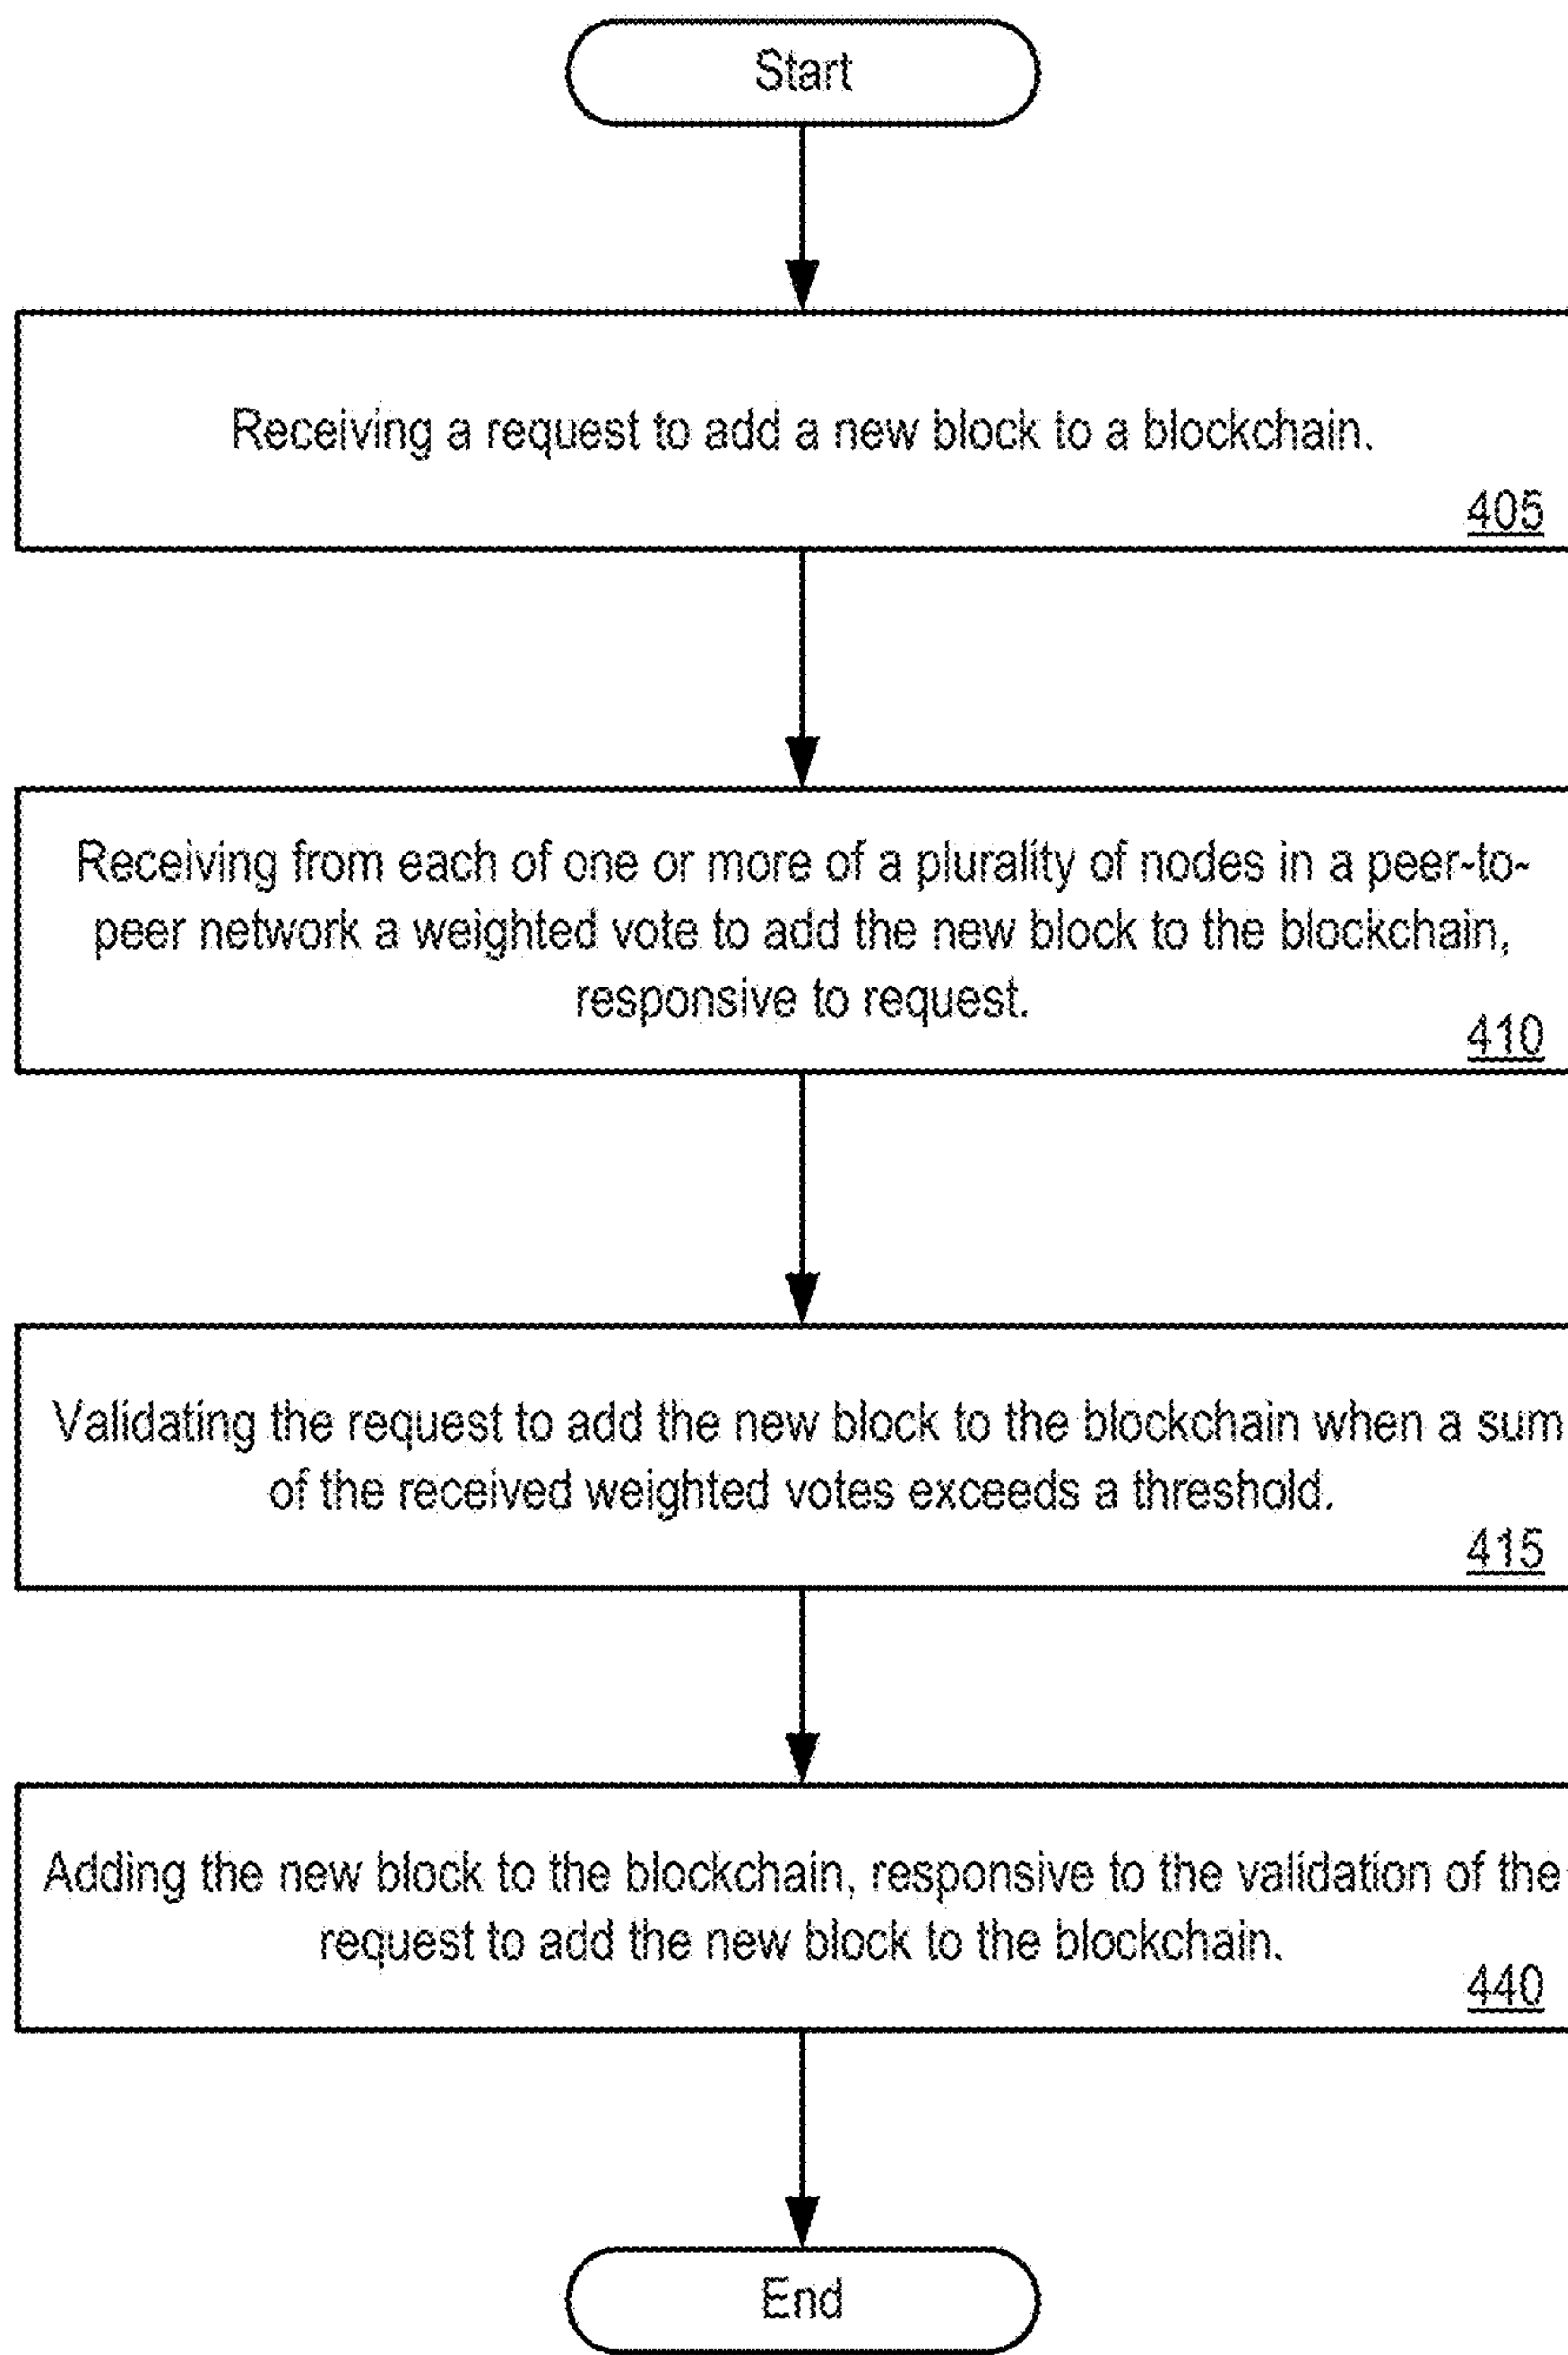 Start
Receiving a request to add a new block to a blockchain.
405
Receiving from each of one or more of a plurality of nodes in a peer-to-
peer network a weighted vote to add the new block to the blockchain,
responsive to request.
410
Validating the request to add the new block to the blockchain when a sum
of the received weighted votes exceeds a threshold.
415
Adding the new block to the blockchain, responsive to the validation of the
request to add the new block to the blockchain.
440
End